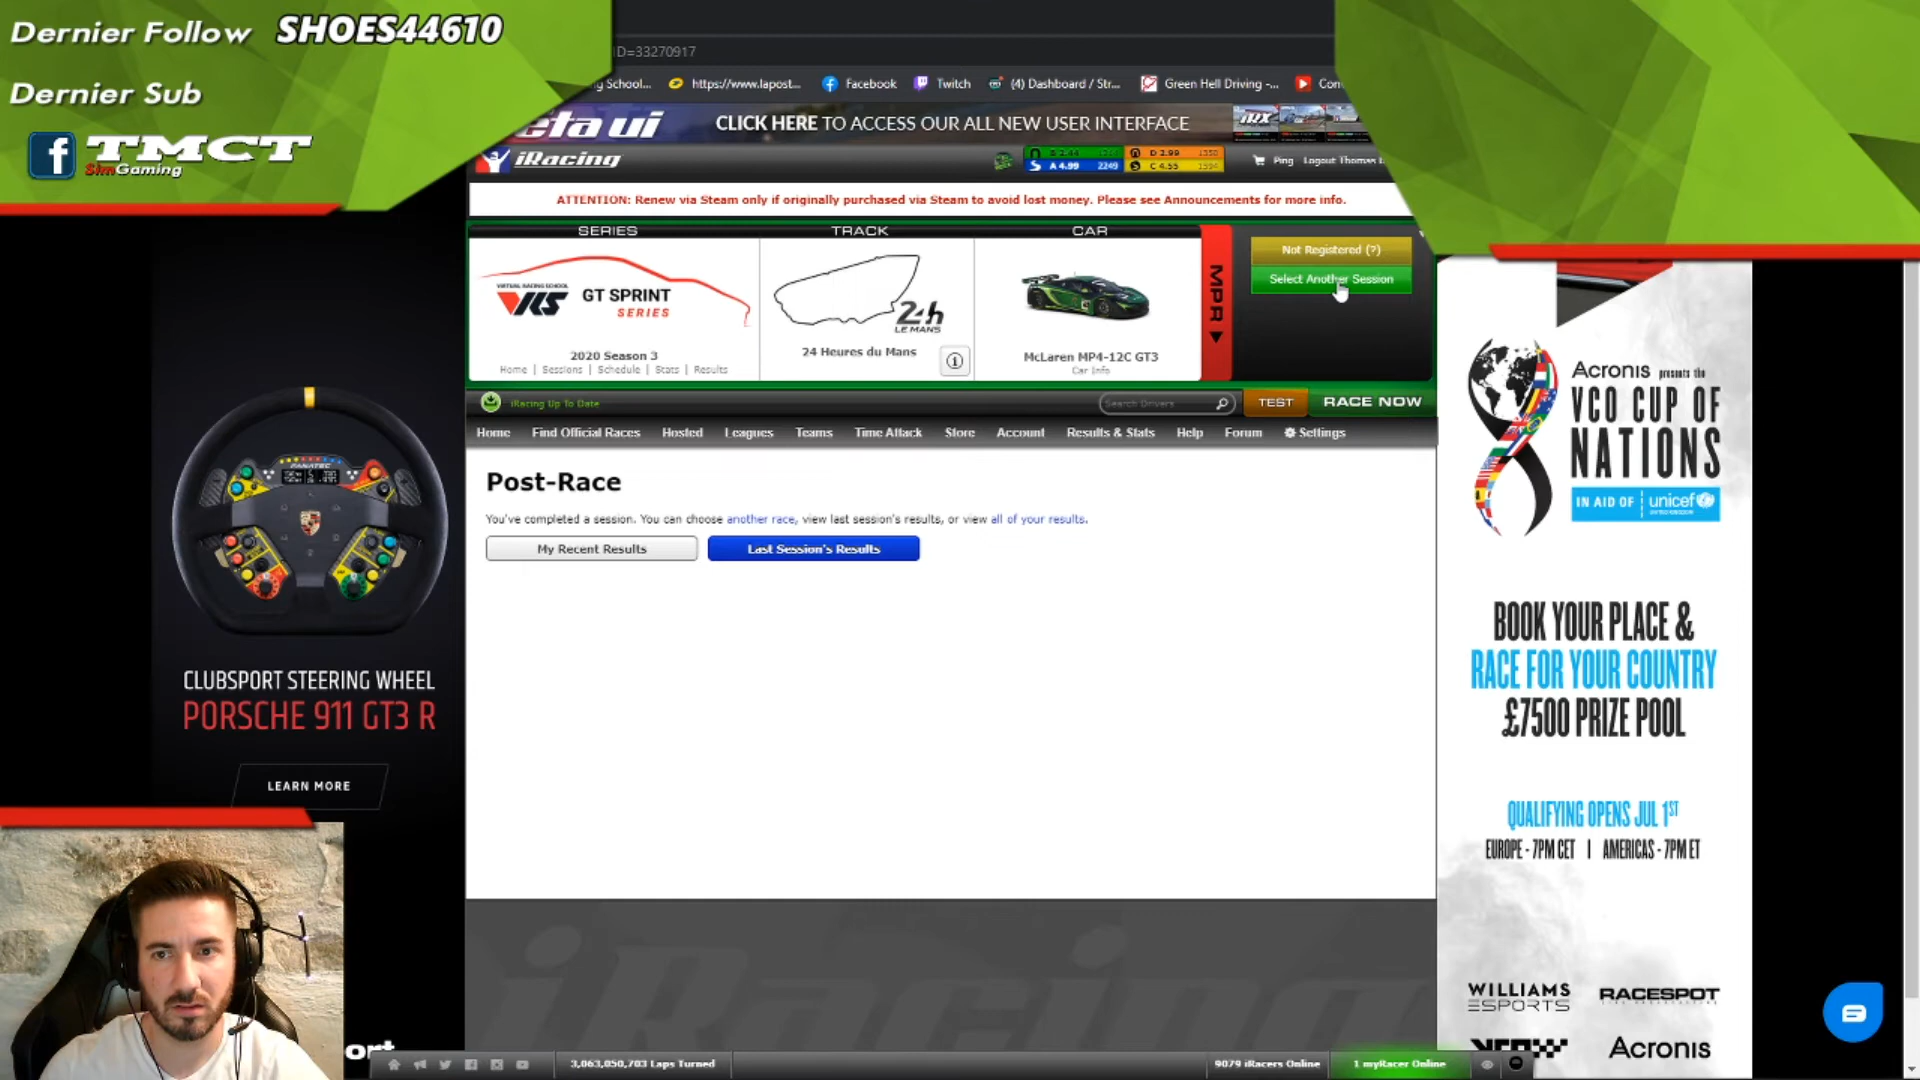 Dernier Follow SHOES44610
Dernier Sub
f TMCT
SimGaming
ID=33270917
g School...
https://www.lapost...
Facebook
Twitch
(4) Dashboard / Str...
Green Hell Driving -...
eta ui
CLICK HERE TO ACCESS OUR ALL NEW USER INTERFACE
iRacing
A 4.99 2249
D 2.99 1350
C 4.55 1594
Ping
Logout Thomas
ATTENTION: Renew via Steam only if originally purchased via Steam to avoid lost money. Please see Announcements for more info.
SERIES
TRACK
CAR
VIRTUAL RACING SCHOOL
VRS GT SPRINT
SERIES
2020 Season 3
Home | Sessions | Schedule | Stats | Results
24h
LE MANS
24 Heures du Mans
McLaren MP4-12C GT3
Car Info
MPR
Not Registered (?)
Select Another Session
iRacing Up To Date
Search Drivers
TEST
RACE NOW
Home
Find Official Races
Hosted
Leagues
Teams
Time Attack
Store
Account
Results & Stats
Help
Forum
Settings
Post-Race
You've completed a session. You can choose another race, view last session's results, or view all of your results.
My Recent Results
Last Session's Results
FANATEC
CLUBSPORT STEERING WHEEL
PORSCHE 911 GT3 R
LEARN MORE
Acronis presents the
VCO CUP OF
NATIONS
IN AID OF unicef
BOOK YOUR PLACE &
RACE FOR YOUR COUNTRY
£7500 PRIZE POOL
QUALIFYING OPENS JUL 1ST
EUROPE - 7PM CET | AMERICAS - 7PM ET
WILLIAMS
ESPORTS
RACESPOT
Acronis
iRacing
ort
3,063,050,703 Laps Turned
9079 iRacers Online
1 myRacer Online